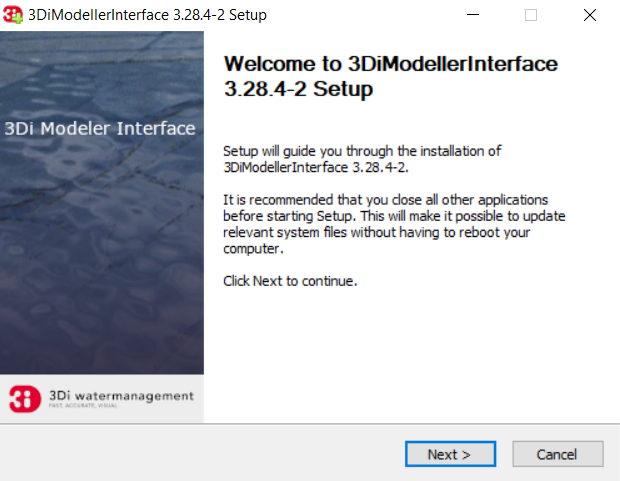 3DiModellerInterface 3.28.4-2 Setup
3Di Modeler Interface
Welcome to 3DiModellerInterface
3.28.4-2 Setup
Setup will guide you through the installation of
3DiModellerInterface 3.28.4-2.
It is recommended that you close all other applications
before starting Setup. This will make it possible to update
relevant system files without having to reboot your
computer.
Click Next to continue.
3Di
3Di watermanagement
FAST, ACCURATE, VISUAL
Next >
Cancel